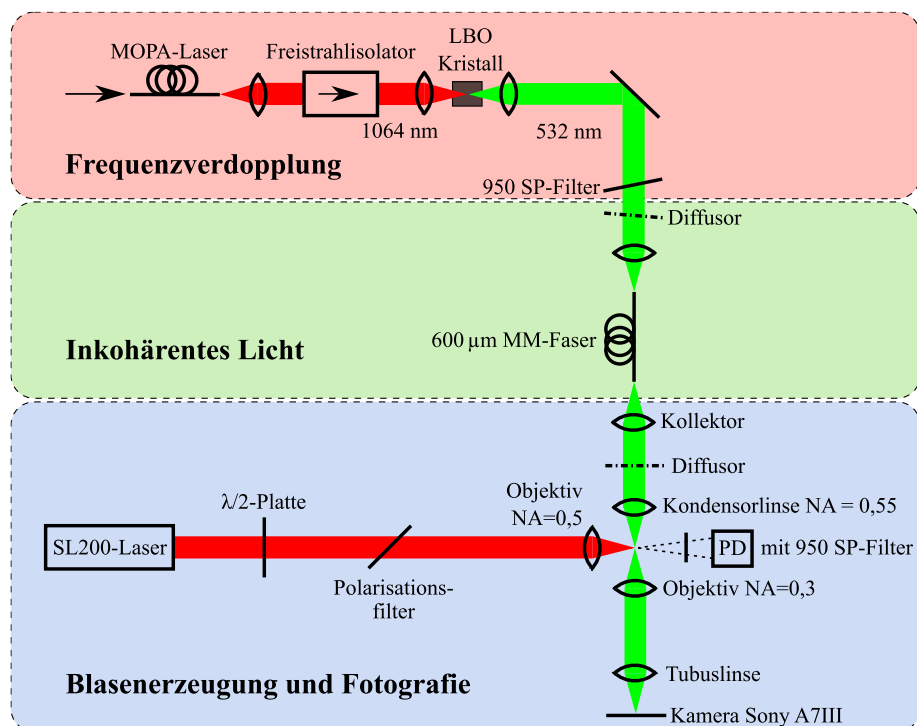 MOPA-Laser
Freistrahlisolator
LBO
Kristall
1064 nm
532 nm
Frequenzverdopplung
950 SP-Filter
Diffusor
600 µm MM-Faser
Inkohärentes Licht
Kollektor
Diffusor
λ/2-Platte
Objektiv
NA=0,5
Kondensorlinse NA = 0,55
SL200-Laser
PD
mit 950 SP-Filter
Polarisations-
filter
Objektiv NA=0,3
Tubuslinse
Blasenerzeugung und Fotografie
Kamera Sony A7III